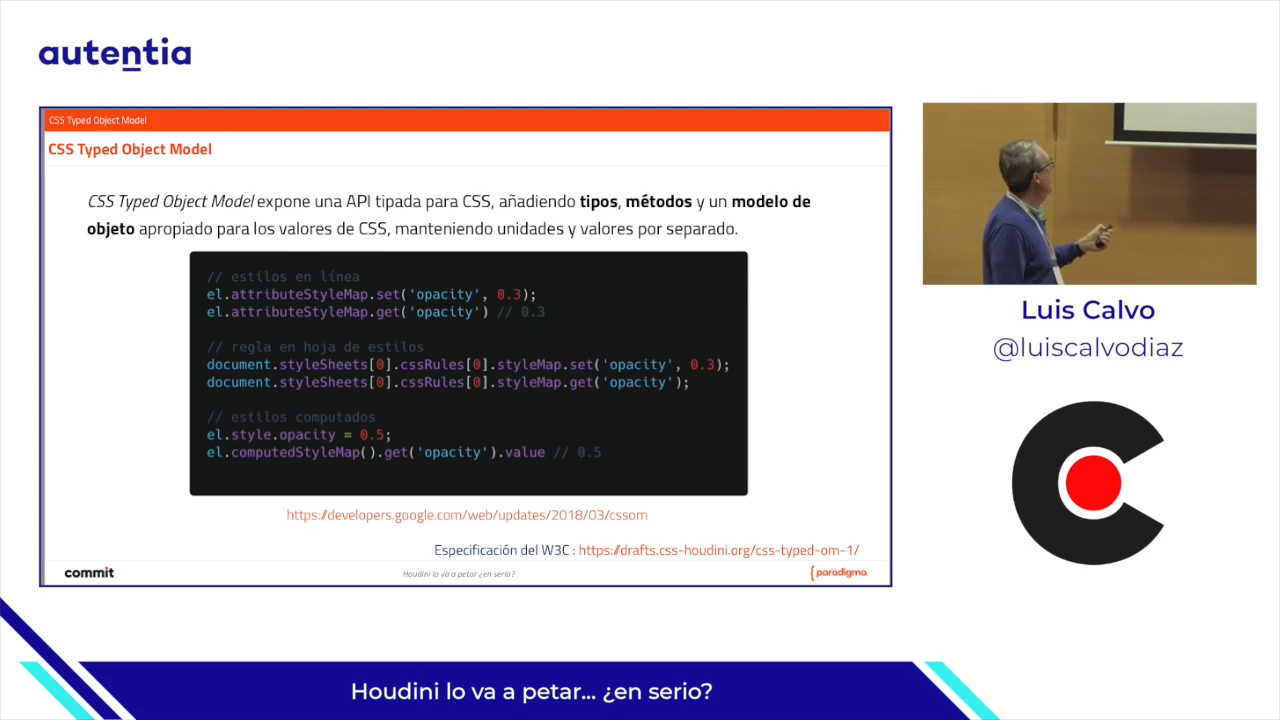 autentia
CSS Typed Object Model
CSS Typed Object Model
CSS Typed Object Model expone una API tipada para CSS, añadiendo tipos, métodos y un modelo de
objeto apropiado para los valores de CSS, manteniendo unidades y valores por separado.
// estilos en línea
el.attributeStyleMap.set('opacity', 0.3);
el.attributeStyleMap.get('opacity') // 0.3
// regla en hoja de estilos
document.styleSheets[0].cssRules[0].styleMap.set('opacity', 0.3);
document.styleSheets[0].cssRules[0].styleMap.get('opacity');
// estilos computados
el.style.opacity = 0.5;
el.computedStyleMap().get('opacity').value // 0.5
https://developers.google.com/web/updates/2018/03/cssom
Especificación del W3C : https://drafts.css-houdini.org/css-typed-om-1/
commit
Houdini lo va a petar ¿en serio?
{paradigma
Luis Calvo
@luiscalvodiaz
Houdini lo va a petar... ¿en serio?